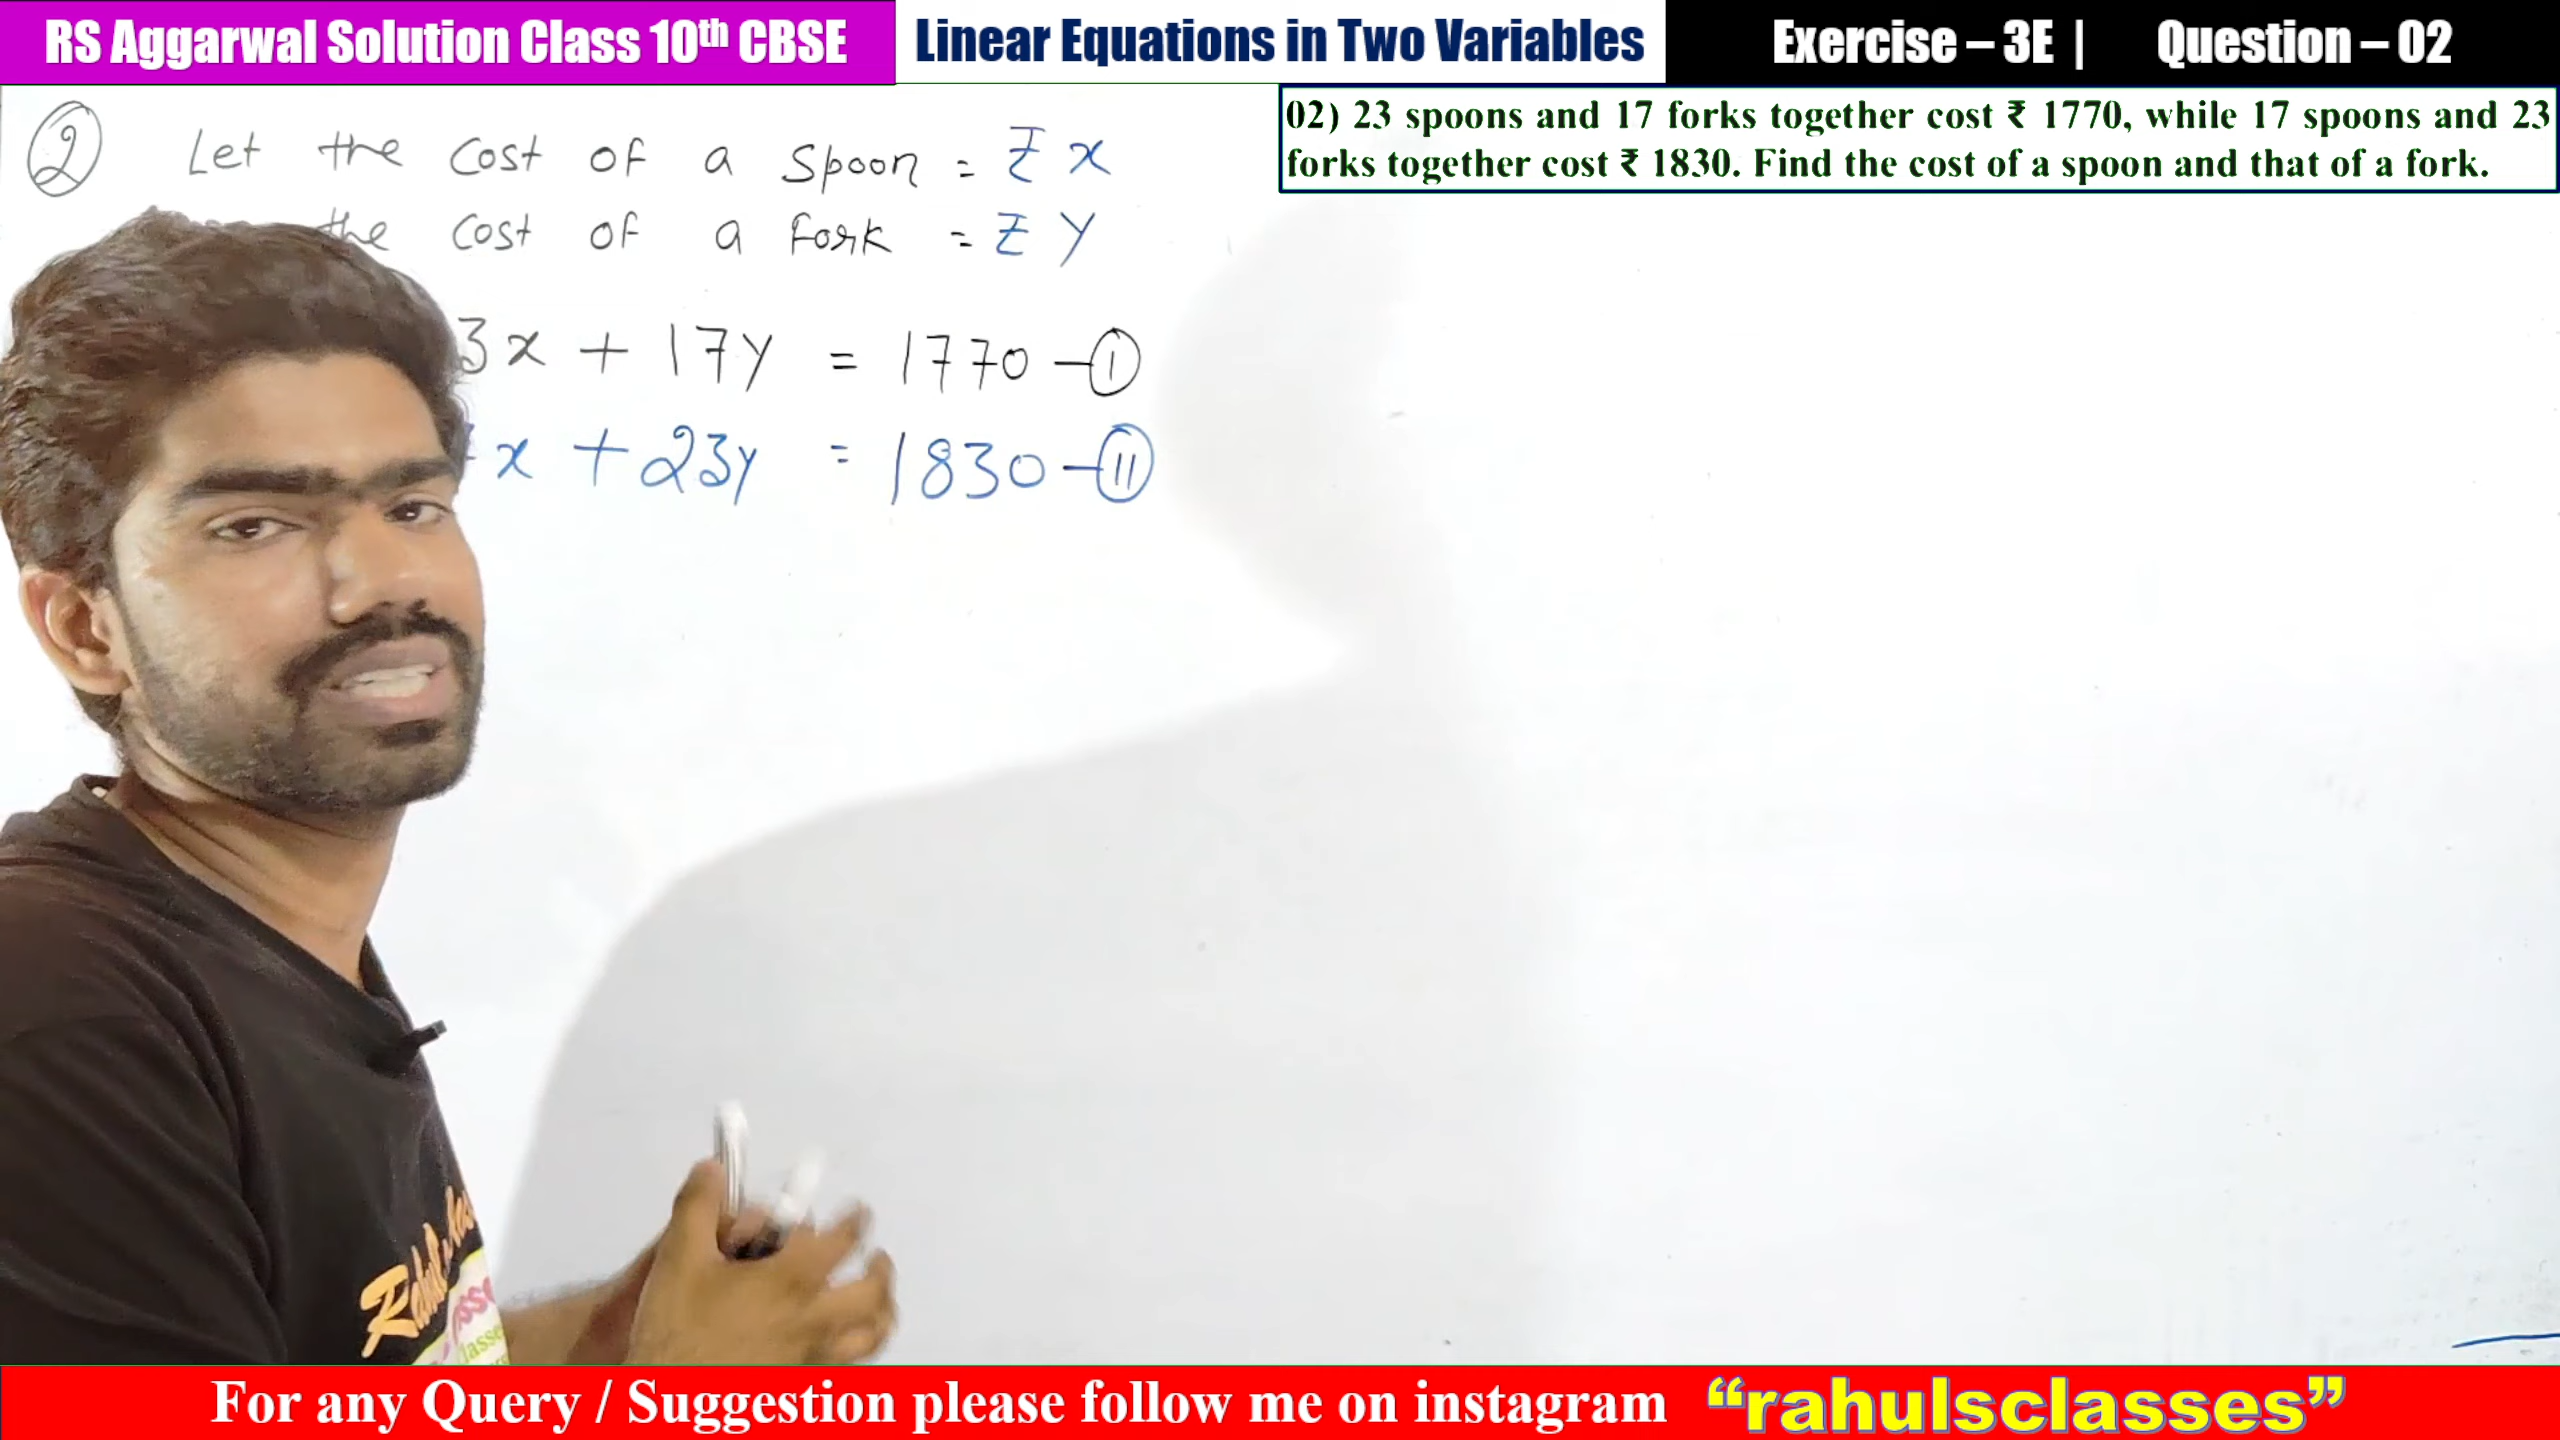 RS Aggarwal Solution Class 10th CBSE
Linear Equations in Two Variables
Exercise – 3E | Question – 02
02) 23 spoons and 17 forks together cost ₹ 1770, while 17 spoons and 23
forks together cost ₹ 1830. Find the cost of a spoon and that of a fork.
2 Let the cost of a spoon = ₹ x
the cost of a fork = ₹ y
3x + 17y = 1770 – I
x + 23y = 1830 – II
For any Query / Suggestion please follow me on instagram “rahulsclasses”